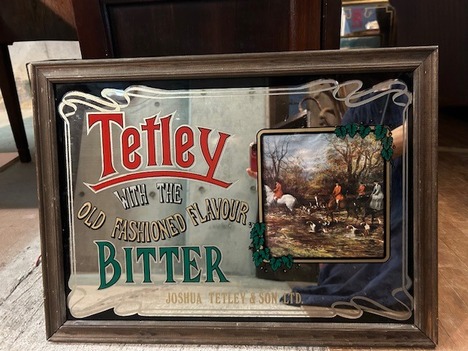 Tetley
WITH THE
OLD FASHIONED FLAVOUR
BITTER
JOSHUA TETLEY & SON LTD.